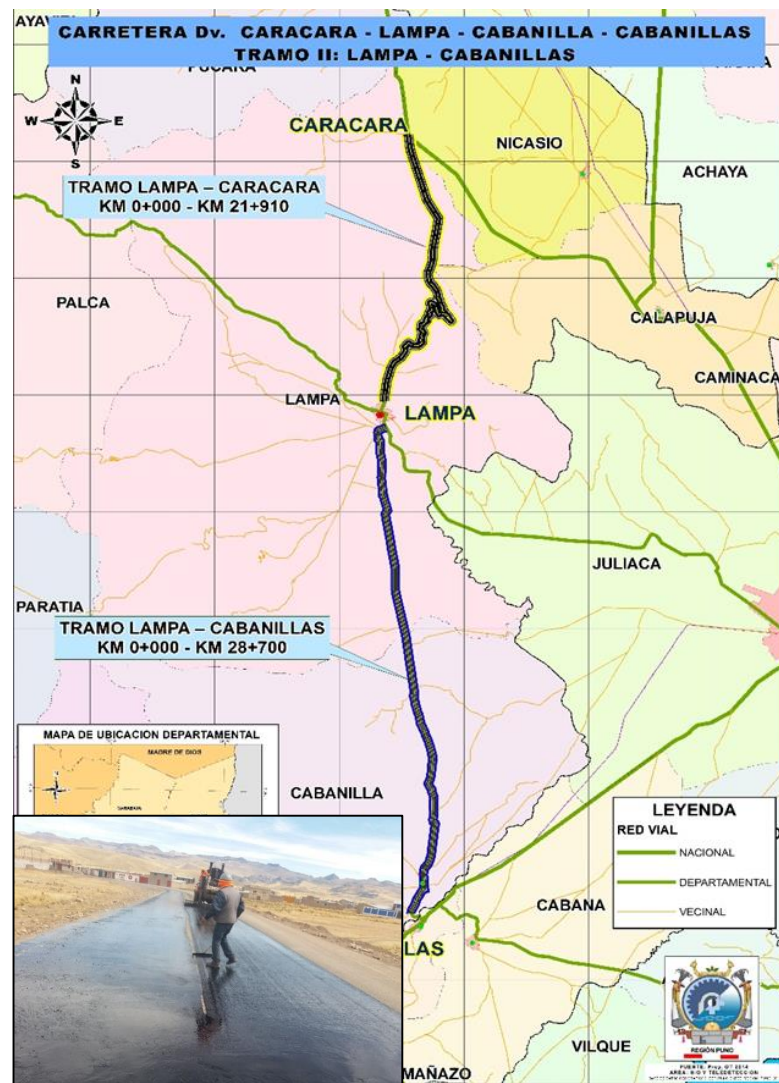 AYAVIRI
CARRETERA Dv. CARACARA - LAMPA - CABANILLA - CABANILLAS
TRAMO II: LAMPA - CABANILLAS
PUCARA
N
W E
S
CARACARA
NICASIO
ACHAYA
TRAMO LAMPA – CARACARA
KM 0+000 - KM 21+910
PALCA
CALAPUJA
CAMINACA
LAMPA
LAMPA
JULIACA
PARATIA
TRAMO LAMPA – CABANILLAS
KM 0+000 - KM 28+700
MAPA DE UBICACION DEPARTAMENTAL
MADRE DE DIOS
CABANILLA
LEYENDA
RED VIAL
NACIONAL
DEPARTAMENTAL
VECINAL
CABANA
LAS
VILQUE
MAÑAZO
REGIÓN PUNO